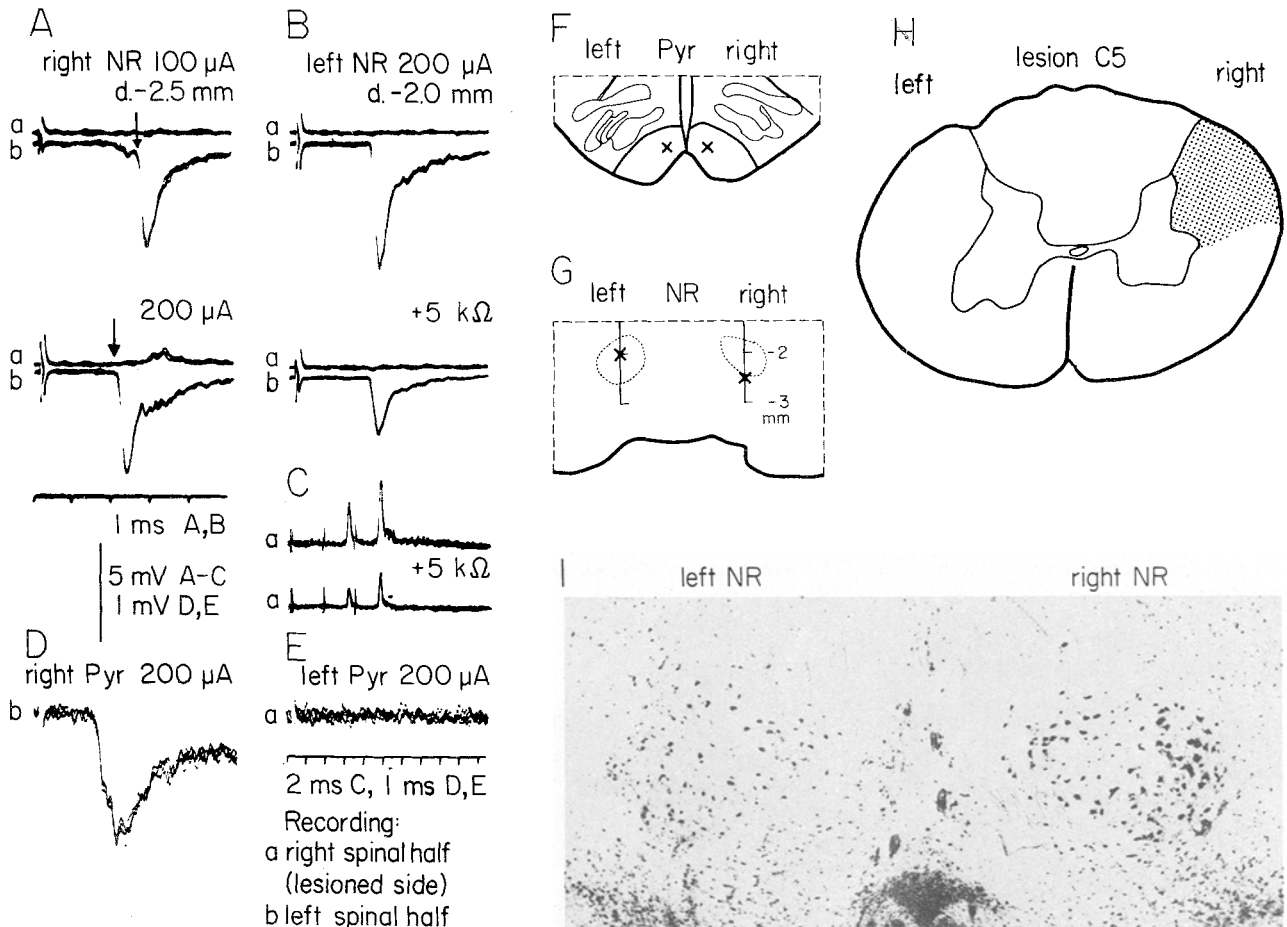 A
right NR 100 μA
d.-2.5 mm
a
b
200 μA
a
b
1 ms A,B
5 mV A-C
1 mV D,E
B
left NR 200 μA
d.-2.0 mm
a
b
+5 kΩ
a
b
C
a
+5 kΩ
a
D
right Pyr 200 μA
b
E
left Pyr 200 μA
a
2 ms C, 1 ms D,E
Recording:
a right spinal half
(lesioned side)
b left spinal half
F
left Pyr right
G
left NR right
-2
-3
mm
H
lesion C5
left right
I
left NR right NR